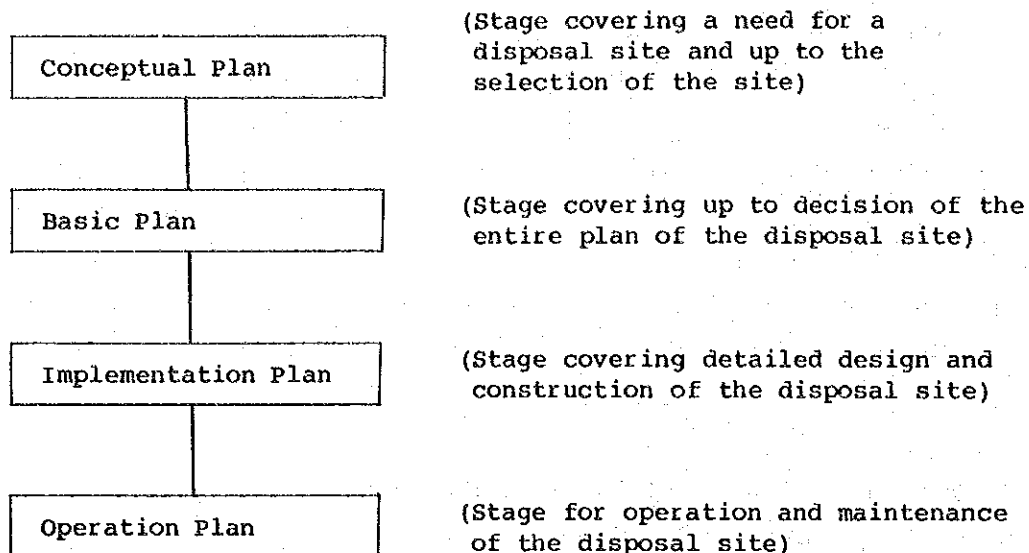 Conceptual Plan
(Stage covering a need for a
disposal site and up to the
selection of the site)
Basic Plan
(Stage covering up to decision of the
entire plan of the disposal site)
Implementation Plan
(Stage covering detailed design and
construction of the disposal site)
Operation Plan
(Stage for operation and maintenance
of the disposal site)